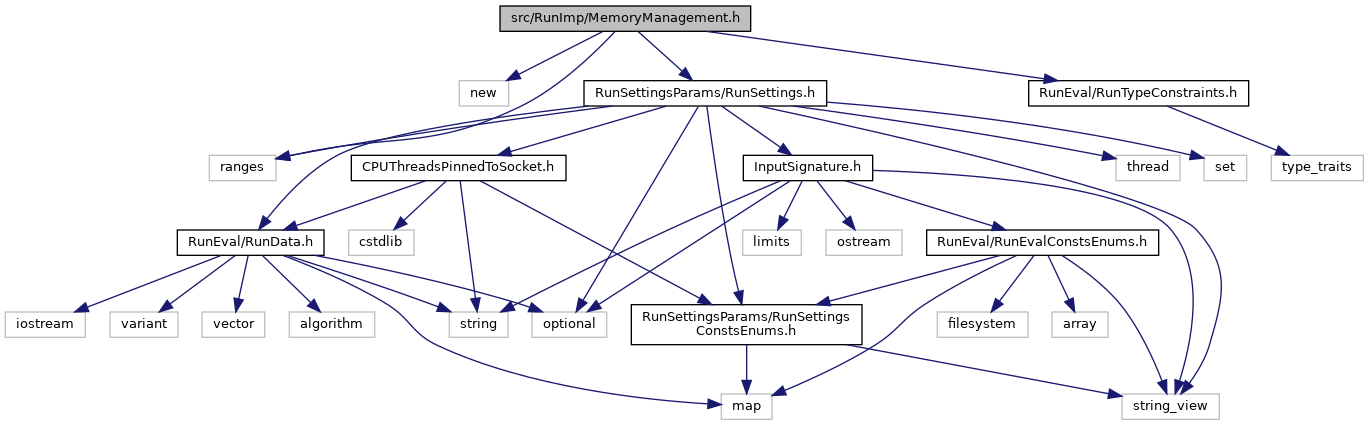 src/RunImp/MemoryManagement.h
new
RunSettingsParams/RunSettings.h
RunEval/RunTypeConstraints.h
ranges
CPUThreadsPinnedToSocket.h
InputSignature.h
thread
set
type_traits
RunEval/RunData.h
cstdlib
limits
ostream
RunEval/RunEvalConstsEnums.h
iostream
variant
vector
algorithm
string
optional
RunSettingsParams/RunSettings
ConstsEnums.h
filesystem
array
map
string_view